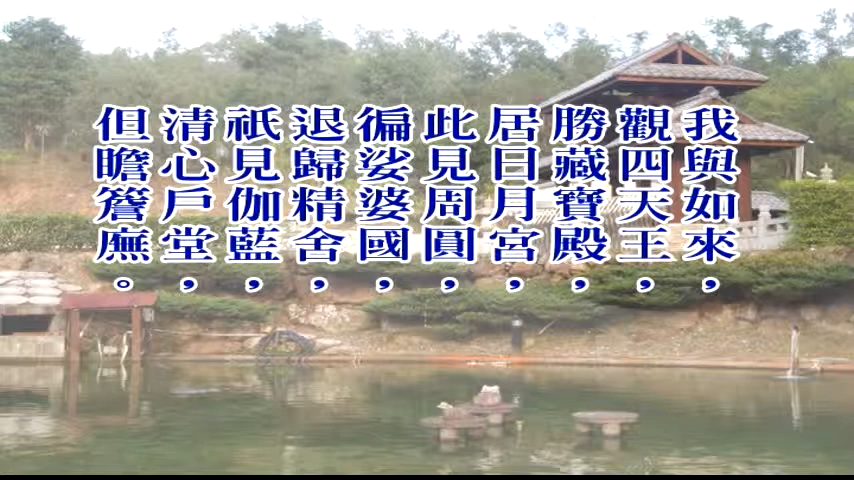 我與如來，
觀四天王，
勝藏寶殿，
居日月宮，
此見周圓，
徧娑婆國，
退歸精舍，
祇見伽藍，
清心戶堂，
但瞻簷廡。